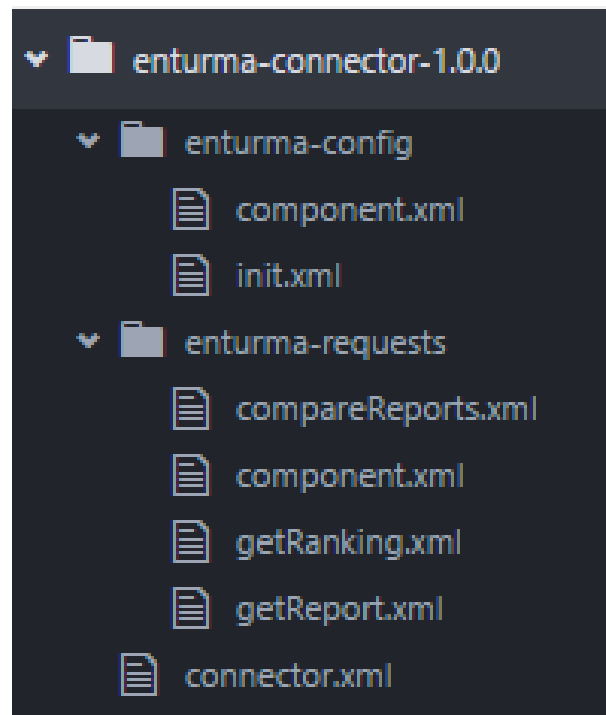 enturma-connector-1.0.0
enturma-config
component.xml
init.xml
enturma-requests
compareReports.xml
component.xml
getRanking.xml
getReport.xml
connector.xml